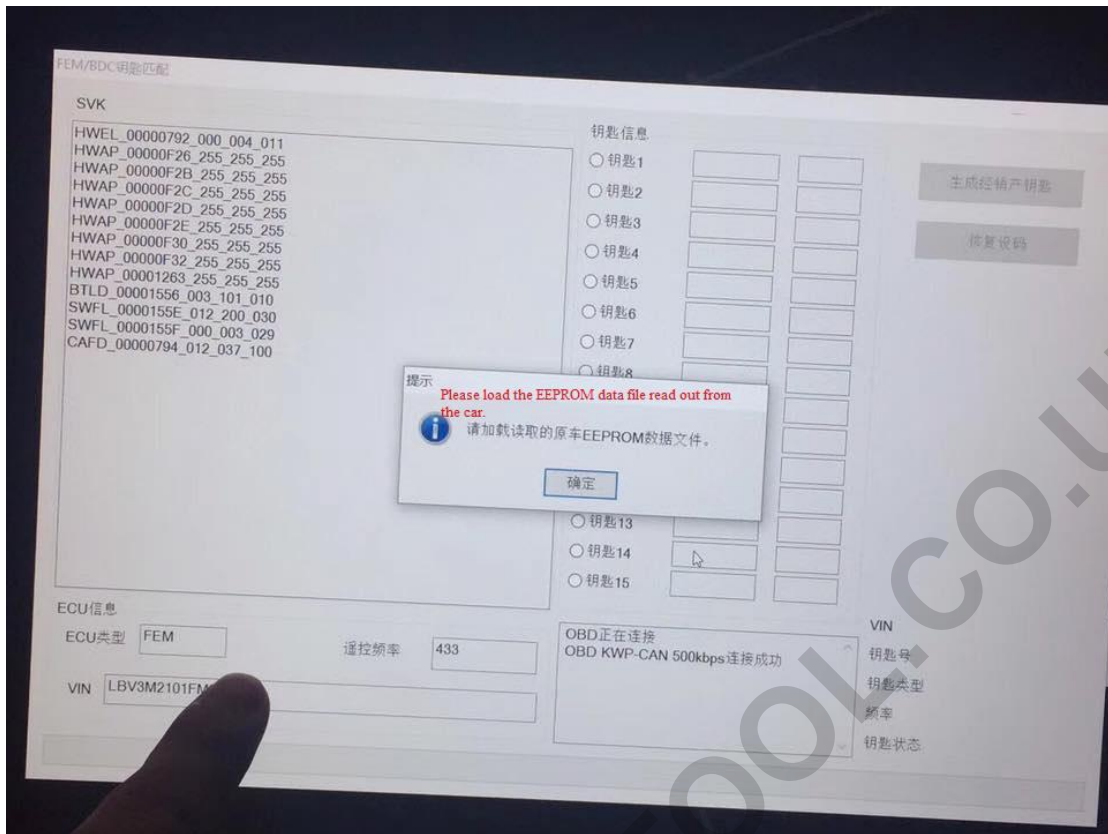 FEM/BDC钥匙匹配
SVK
HWEL_00000792_000_004_011
HWAP_00000F26_255_255_255
HWAP_00000F2B_255_255_255
HWAP_00000F2C_255_255_255
HWAP_00000F2D_255_255_255
HWAP_00000F2E_255_255_255
HWAP_00000F30_255_255_255
HWAP_00000F32_255_255_255
HWAP_00001263_255_255_255
BTLD_00001556_003_101_010
SWFL_0000155E_012_200_030
SWFL_0000155F_000_003_029
CAFD_00000794_012_037_100
钥匙信息
钥匙1
钥匙2
钥匙3
钥匙4
钥匙5
钥匙6
钥匙7
钥匙8
钥匙13
钥匙14
钥匙15
生成经销产钥匙
恢复设码
提示
Please load the EEPROM data file read out from
the car.
请加载读取的原车EEPROM数据文件。
确定
ECU信息
ECU类型 FEM
遥控频率 433
VIN LBV3M2101FM
OBD正在连接
OBD KWP-CAN 500kbps连接成功
VIN
钥匙号
钥匙类型
频率
钥匙状态
OOL.CO.U